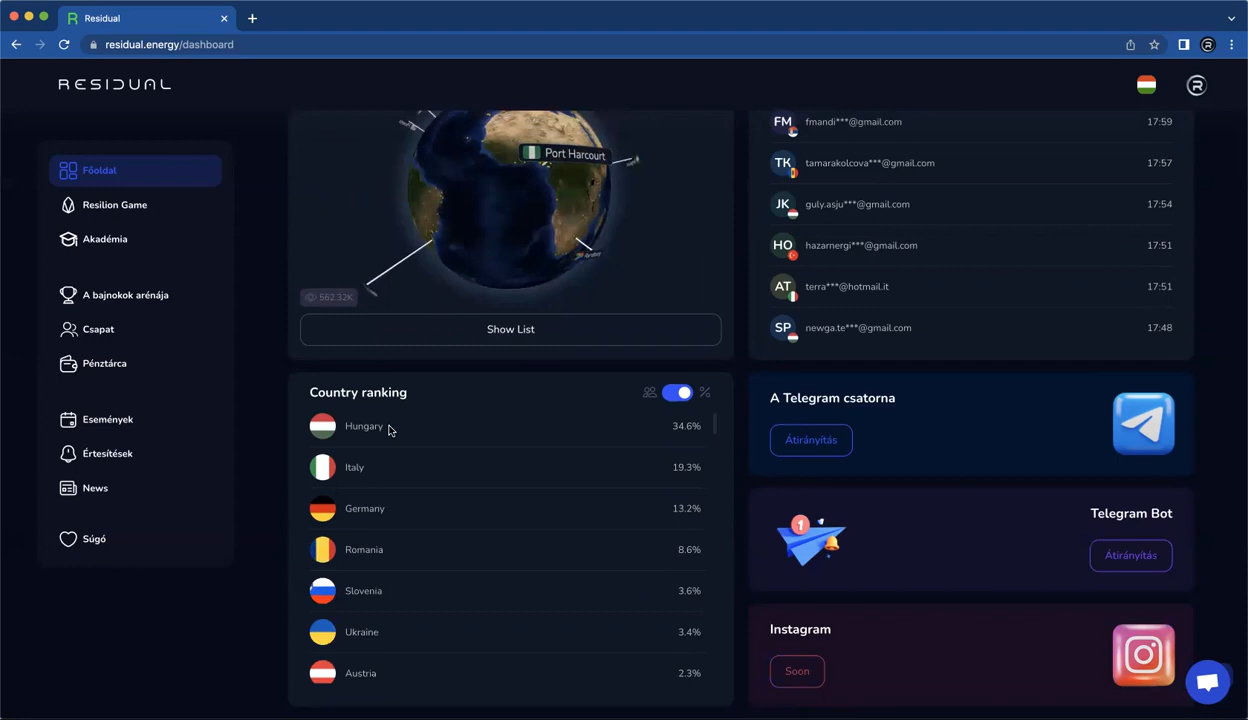 Residual
residual.energy/dashboard
RESIDUAL
Főoldal
Resilion Game
Akadémia
A bajnokok arénája
Csapat
Pénztárca
Események
Értesítések
News
Súgó
Port Harcourt
562.32K
Show List
FM fmandi***@gmail.com 17:59
TK tamarakolcova***@gmail.com 17:57
JK guly.asju***@gmail.com 17:54
HO hazarnergi***@gmail.com 17:51
AT terra***@hotmail.it 17:51
SP newga.te***@gmail.com 17:48
Country ranking %
Hungary 34.6%
Italy 19.3%
Germany 13.2%
Romania 8.6%
Slovenia 3.6%
Ukraine 3.4%
Austria 2.3%
A Telegram csatorna
Átirányítás
1
Telegram Bot
Átirányítás
Instagram
Soon